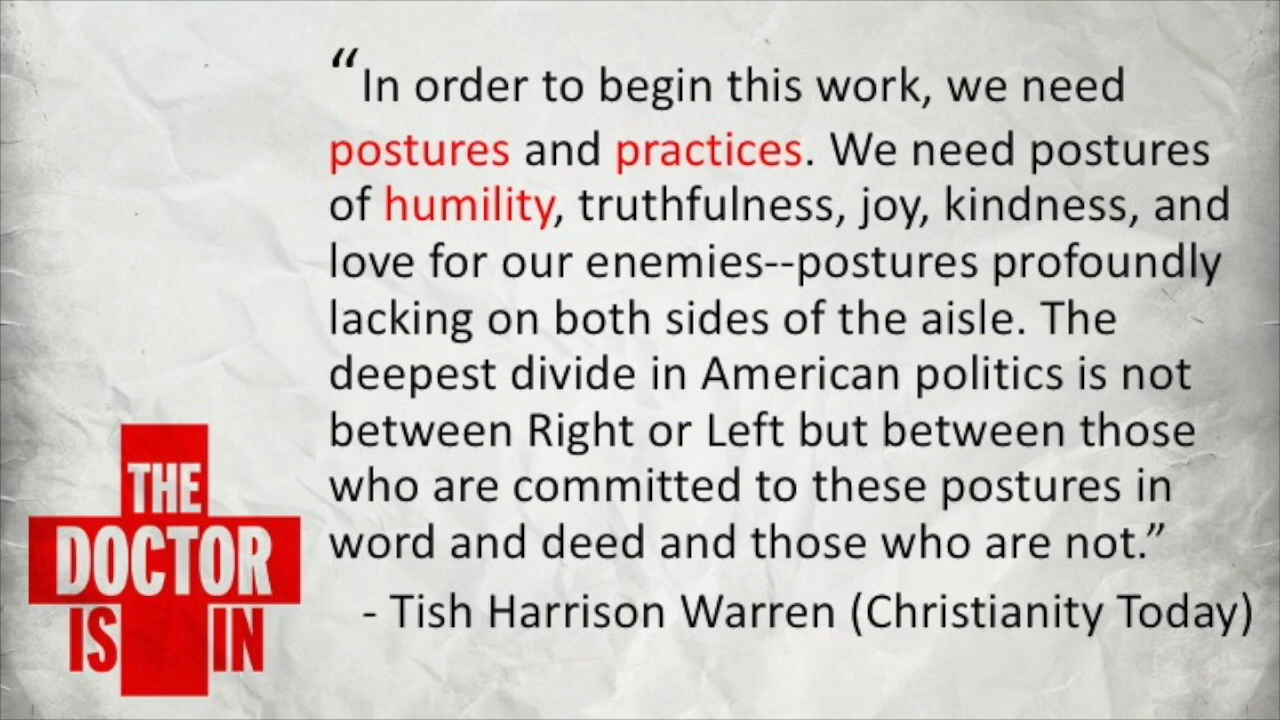 “In order to begin this work, we need
postures and practices. We need postures
of humility, truthfulness, joy, kindness, and
love for our enemies--postures profoundly
lacking on both sides of the aisle. The
deepest divide in American politics is not
between Right or Left but between those
who are committed to these postures in
word and deed and those who are not.”
- Tish Harrison Warren (Christianity Today)
THE
DOCTOR
IS IN